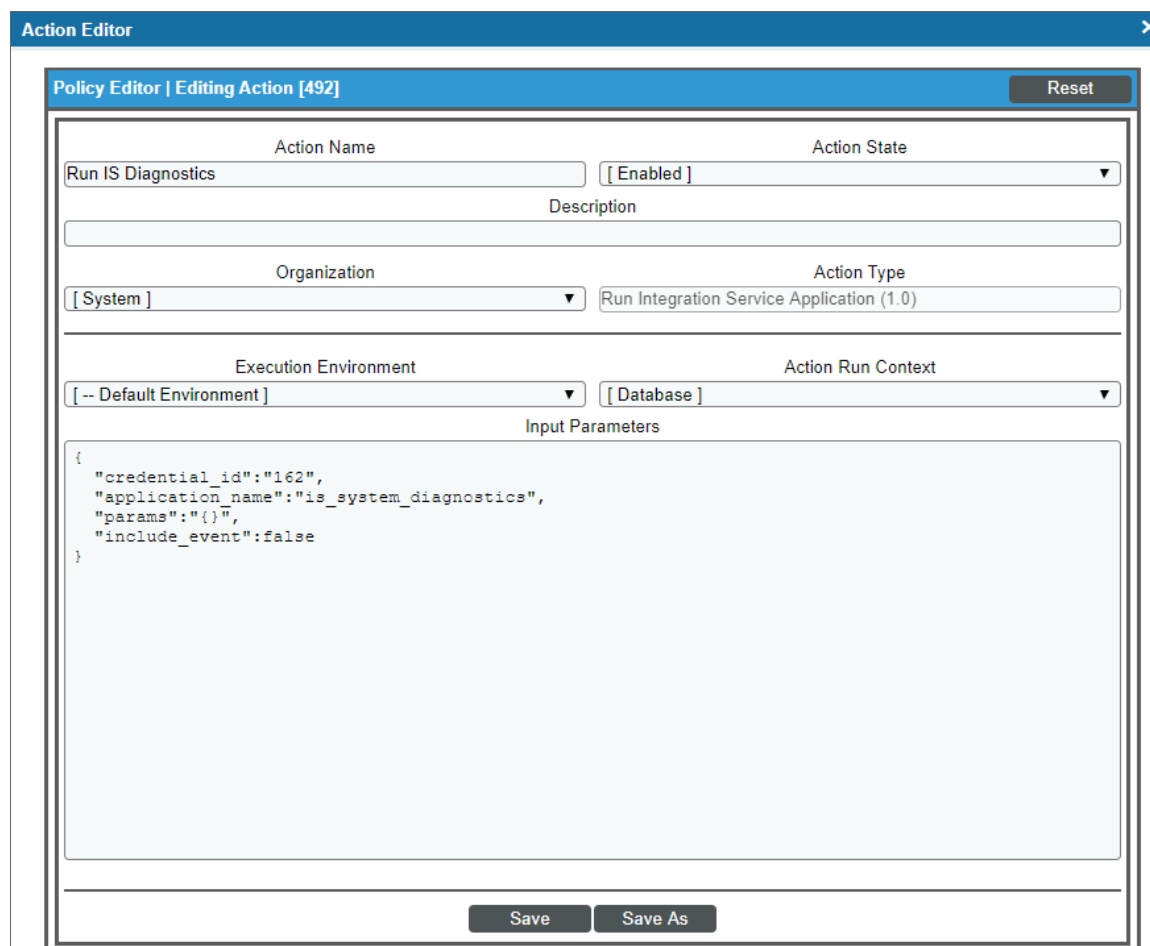 Action Editor
Policy Editor | Editing Action [492]
Reset
Action Name
Action State
Run IS Diagnostics
[ Enabled ]
Description
Organization
Action Type
[ System ]
Run Integration Service Application (1.0)
Execution Environment
Action Run Context
[ -- Default Environment ]
[ Database ]
Input Parameters
{
"credential_id":"162",
"application_name":"is_system_diagnostics",
"params":"{}",
"include_event":false
}
Save
Save As